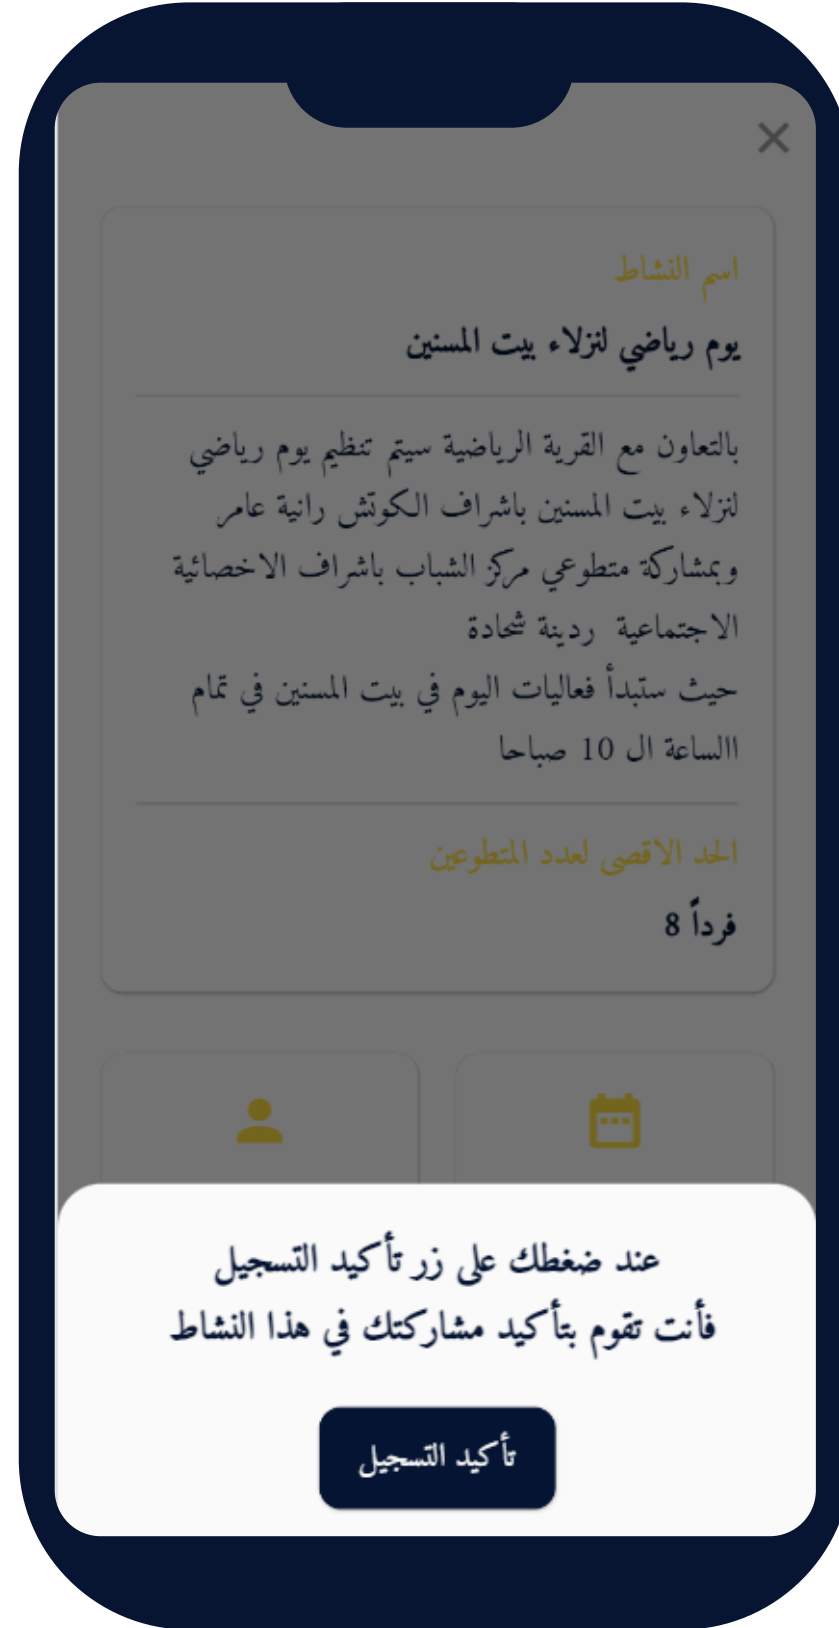 اسم النشاط
يوم رياضي لنزلاء بيت المسنين
بالتعاون مع القرية الرياضية سيتم تنظيم يوم رياضي
لنزلاء بيت المسنين باشراف الكوتش رانية عامر
وبمشاركة متطوعي مركز الشباب باشراف الاخصائية
الاجتماعية ردينة شحادة
حيث ستبدأ فعاليات اليوم في بيت المسنين في تمام
االساعة ال 10 صباحا
الحد الاقصى لعدد المتطوعين
فرداً 8
عند ضغطك على زر تأكيد التسجيل
فأنت تقوم بتأكيد مشاركتك في هذا النشاط
تأكيد التسجيل